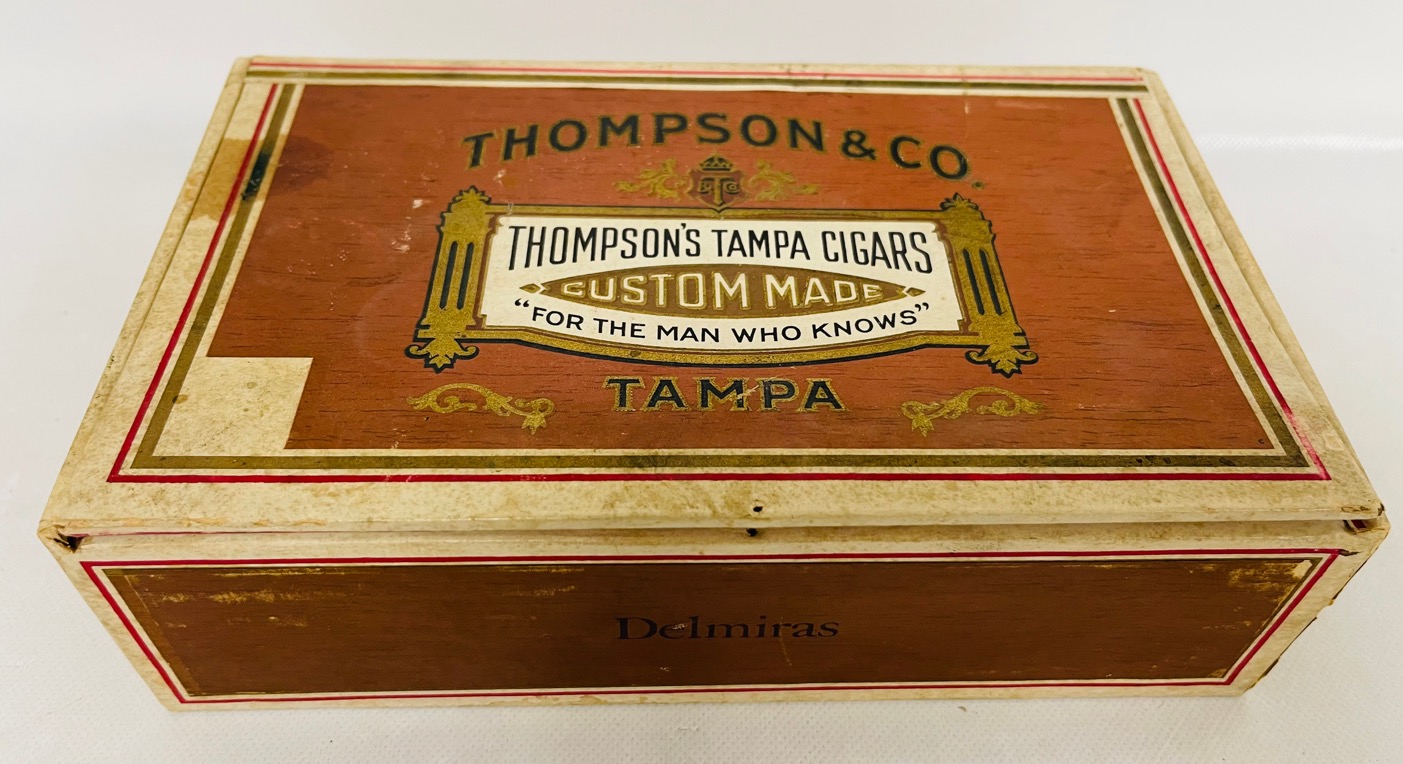 THOMPSON & CO.
THOMPSON'S TAMPA CIGARS
CUSTOM MADE
"FOR THE MAN WHO KNOWS"
TAMPA
Delmiras